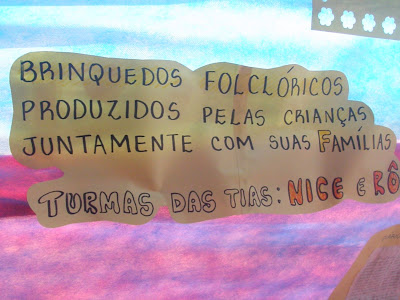 BRINQUEDOS FOLCLÓRICOS
PRODUZIDOS PELAS CRIANÇAS
JUNTAMENTE COM SUAS FAMÍLIAS
TURMAS DAS TIAS: NICE E RÔ